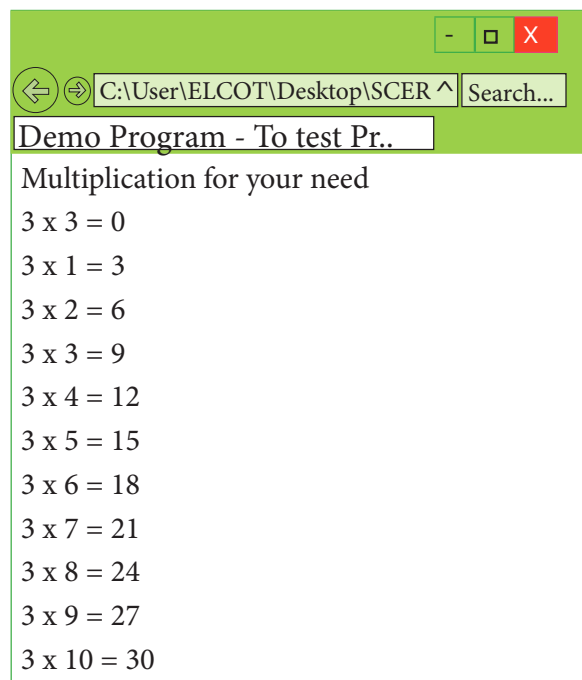 - □ X
C:\User\ELCOT\Desktop\SCER ^ Search...
Demo Program - To test Pr..
Multiplication for your need
3 x 3 = 0
3 x 1 = 3
3 x 2 = 6
3 x 3 = 9
3 x 4 = 12
3 x 5 = 15
3 x 6 = 18
3 x 7 = 21
3 x 8 = 24
3 x 9 = 27
3 x 10 = 30